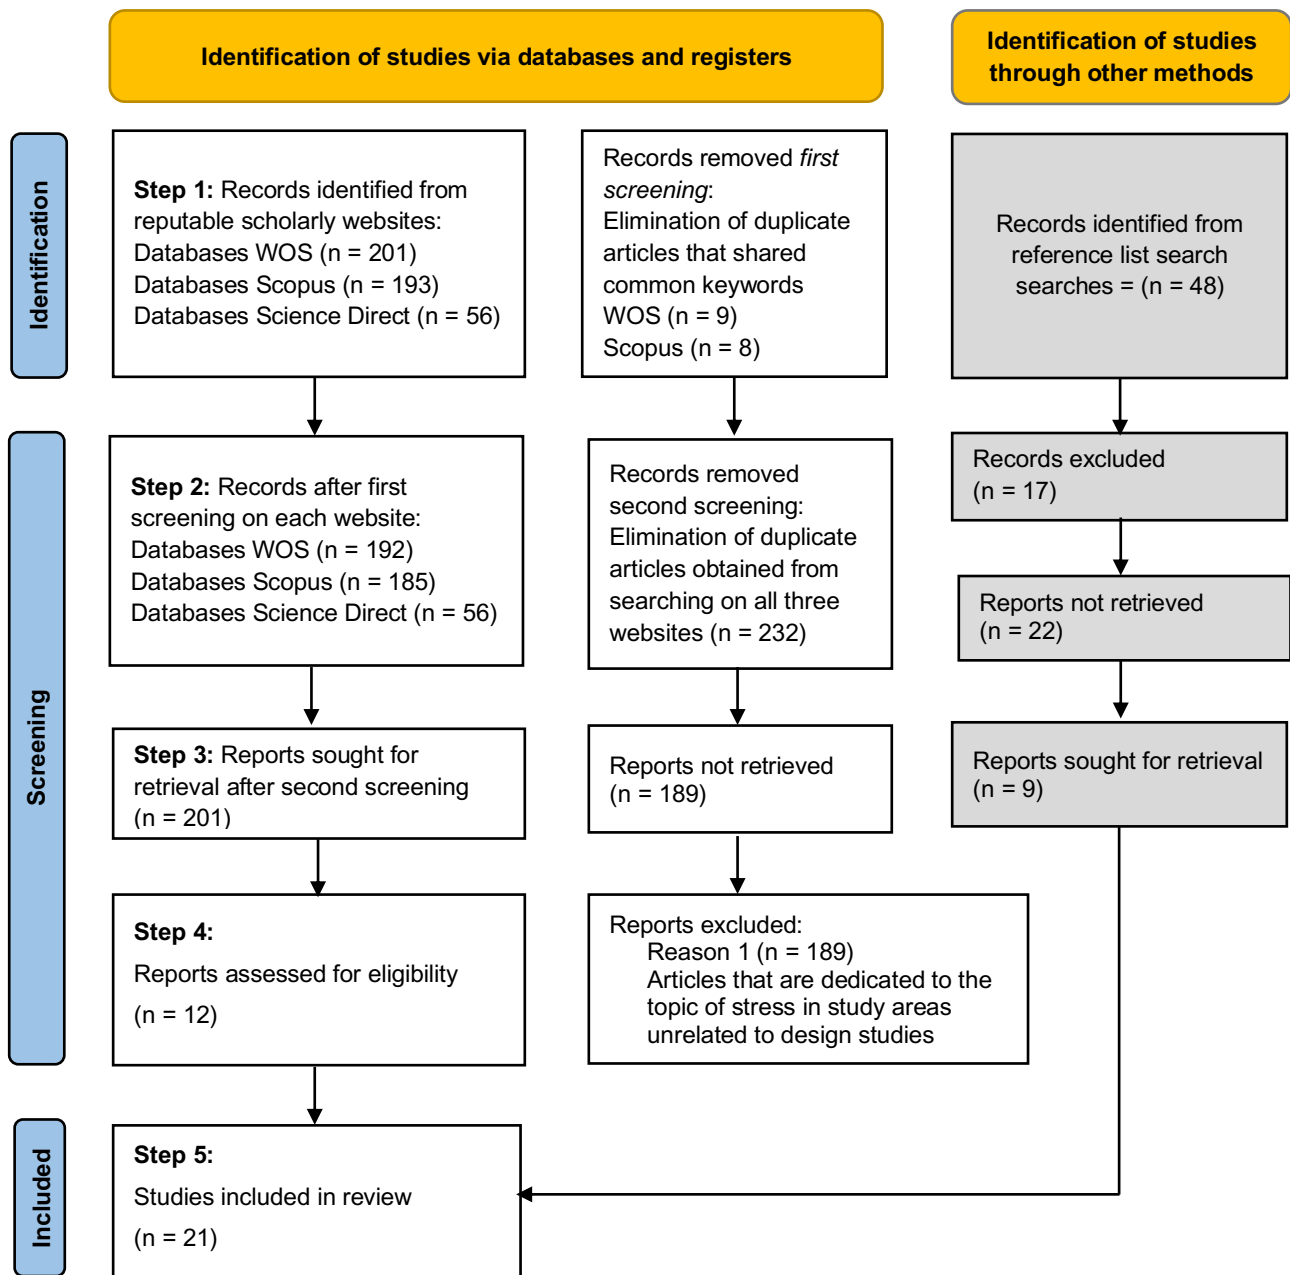 Identification of studies via databases and registers
Identification of studies
through other methods
Identification
Step 1: Records identified from
reputable scholarly websites:
Databases WOS (n = 201)
Databases Scopus (n = 193)
Databases Science Direct (n = 56)
Records removed first
screening:
Elimination of duplicate
articles that shared
common keywords
WOS (n = 9)
Scopus (n = 8)
Records identified from
reference list search
searches = (n = 48)
Screening
Step 2: Records after first
screening on each website:
Databases WOS (n = 192)
Databases Scopus (n = 185)
Databases Science Direct (n = 56)
Records removed
second screening:
Elimination of duplicate
articles obtained from
searching on all three
websites (n = 232)
Records excluded
(n = 17)
Reports not retrieved
(n = 22)
Step 3: Reports sought for
retrieval after second screening
(n = 201)
Reports not retrieved
(n = 189)
Reports sought for retrieval
(n = 9)
Step 4:
Reports assessed for eligibility
(n = 12)
Reports excluded:
Reason 1 (n = 189)
Articles that are dedicated to the
topic of stress in study areas
unrelated to design studies
Included
Step 5:
Studies included in review
(n = 21)